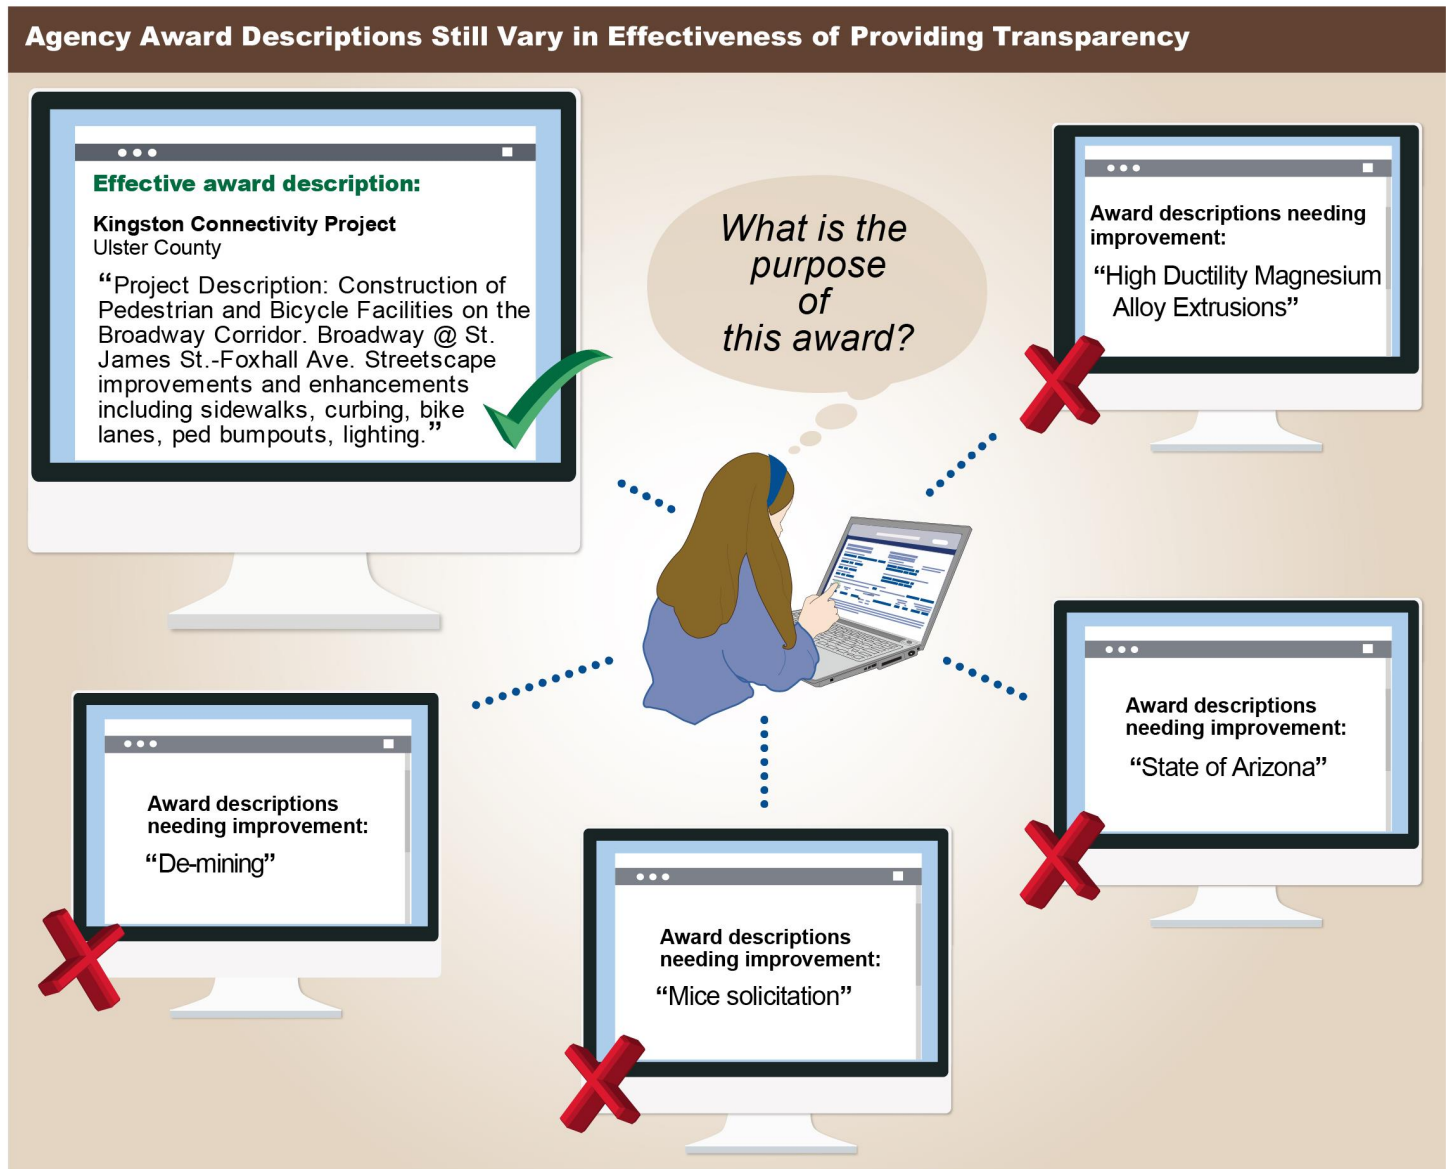 Agency Award Descriptions Still Vary in Effectiveness of Providing Transparency
Effective award description:
Kingston Connectivity Project
Ulster County
“Project Description: Construction of
Pedestrian and Bicycle Facilities on the
Broadway Corridor. Broadway @ St.
James St.-Foxhall Ave. Streetscape
improvements and enhancements
including sidewalks, curbing, bike
lanes, ped bumpouts, lighting.”
What is the
purpose
of
this award?
Award descriptions needing
improvement:
“High Ductility Magnesium
Alloy Extrusions”
Award descriptions
needing improvement:
“State of Arizona”
Award descriptions
needing improvement:
“De-mining”
Award descriptions
needing improvement:
“Mice solicitation”